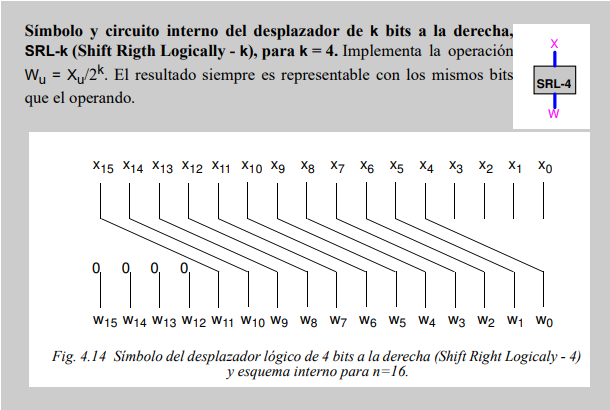 Símbolo y circuito interno del desplazador de k bits a la derecha,
SRL-k (Shift Rigth Logically - k), para k = 4. Implementa la operación
Wu = Xu/2k. El resultado siempre es representable con los mismos bits
que el operando.
X
SRL-4
W
x15 x14 x13 x12 x11 x10 x9 x8 x7 x6 x5 x4 x3 x2 x1 x0
0 0 0 0
w15 w14 w13 w12 w11 w10 w9 w8 w7 w6 w5 w4 w3 w2 w1 w0
Fig. 4.14 Símbolo del desplazador lógico de 4 bits a la derecha (Shift Right Logicaly - 4)
y esquema interno para n=16.